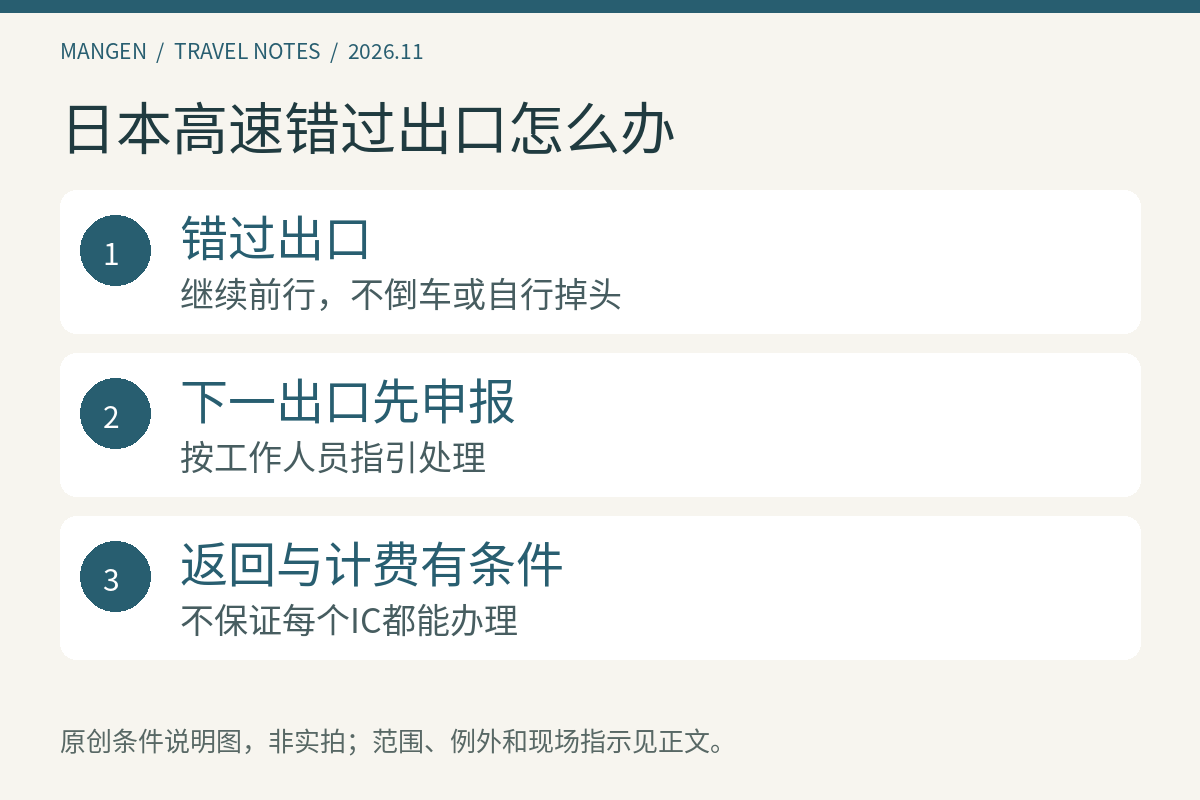 MANGEN / TRAVEL NOTES / 2026.11
日本高速错过出口怎么办
1
错过出口
继续前行，不倒车或自行掉头
2
下一出口先申报
按工作人员指引处理
3
返回与计费有条件
不保证每个IC都能办理
原创条件说明图，非实拍；范围、例外和现场指示见正文。